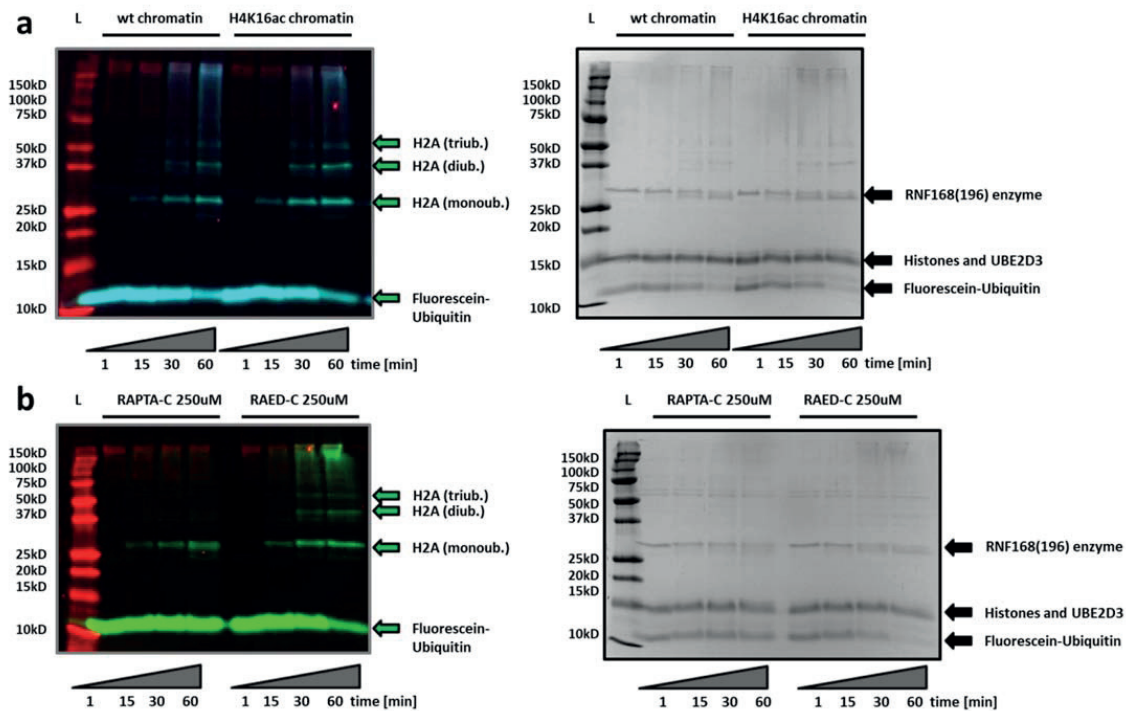 a
L wt chromatin H4K16ac chromatin
150kD
100kD
75kD
50kD
37kD
25kD
20kD
15kD
10kD
H2A (triub.)
H2A (diub.)
H2A (monoub.)
Fluorescein-
Ubiquitin
1 15 30 60 1 15 30 60 time [min]
L wt chromatin H4K16ac chromatin
150kD
100kD
75kD
50kD
37kD
25kD
20kD
15kD
10kD
RNF168(196) enzyme
Histones and UBE2D3
Fluorescein-Ubiquitin
1 15 30 60 1 15 30 60 time [min]
b
L RAPTA-C 250uM RAED-C 250uM
150kD
100kD
75kD
50kD
37kD
25kD
20kD
15kD
10kD
H2A (triub.)
H2A (diub.)
H2A (monoub.)
Fluorescein-
Ubiquitin
1 15 30 60 1 15 30 60 time [min]
L RAPTA-C 250uM RAED-C 250uM
150kD
100kD
75kD
50kD
37kD
25kD
20kD
15kD
10kD
RNF168(196) enzyme
Histones and UBE2D3
Fluorescein-Ubiquitin
1 15 30 60 1 15 30 60 time [min]